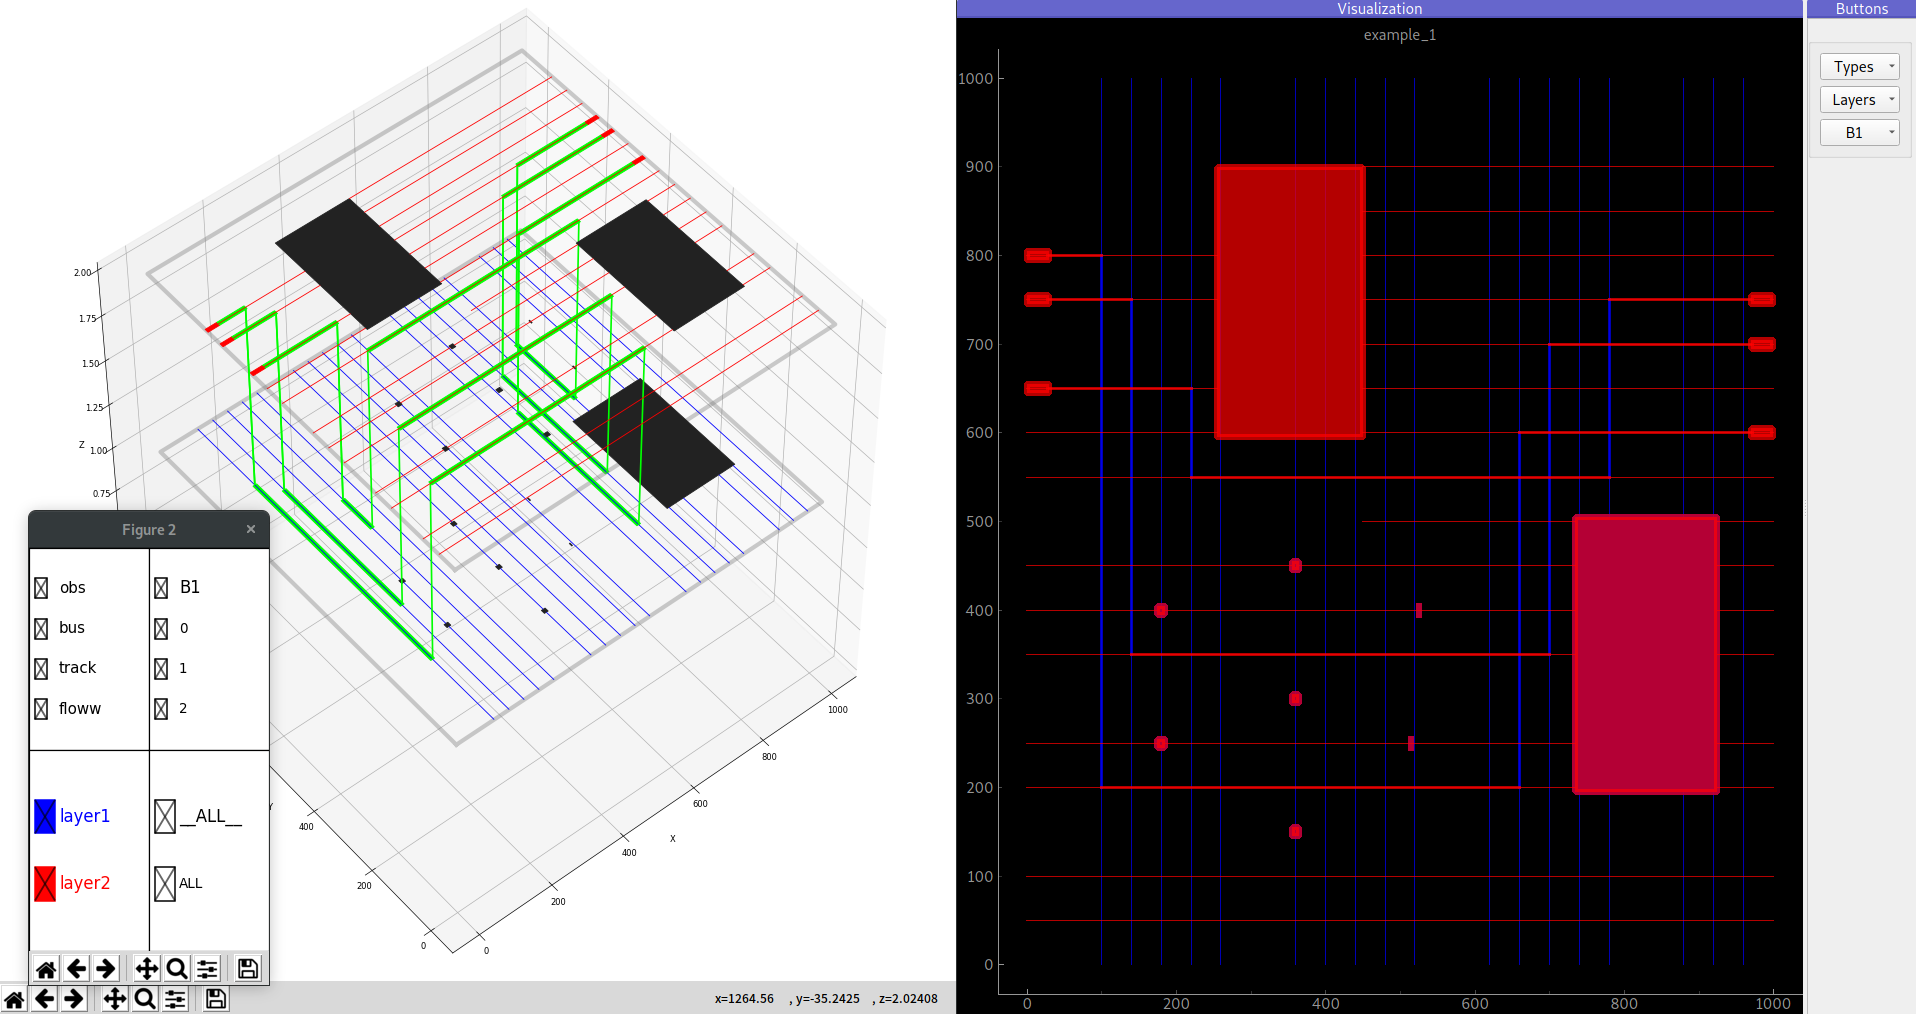 Visualization
Buttons
example_1
Types
Layers
B1
2.00
1.75
1.50
1.25
Z
1.00
0.75
Figure 2
×
obs
B1
bus
0
track
1
floww
2
layer1
__ALL__
layer2
ALL
Y
400
200
0
0
200
400
X
600
800
1000
x=1264.56 , y=-35.2425 , z=2.02408
1000
900
800
700
600
500
400
300
200
100
0
0
200
400
600
800
1000